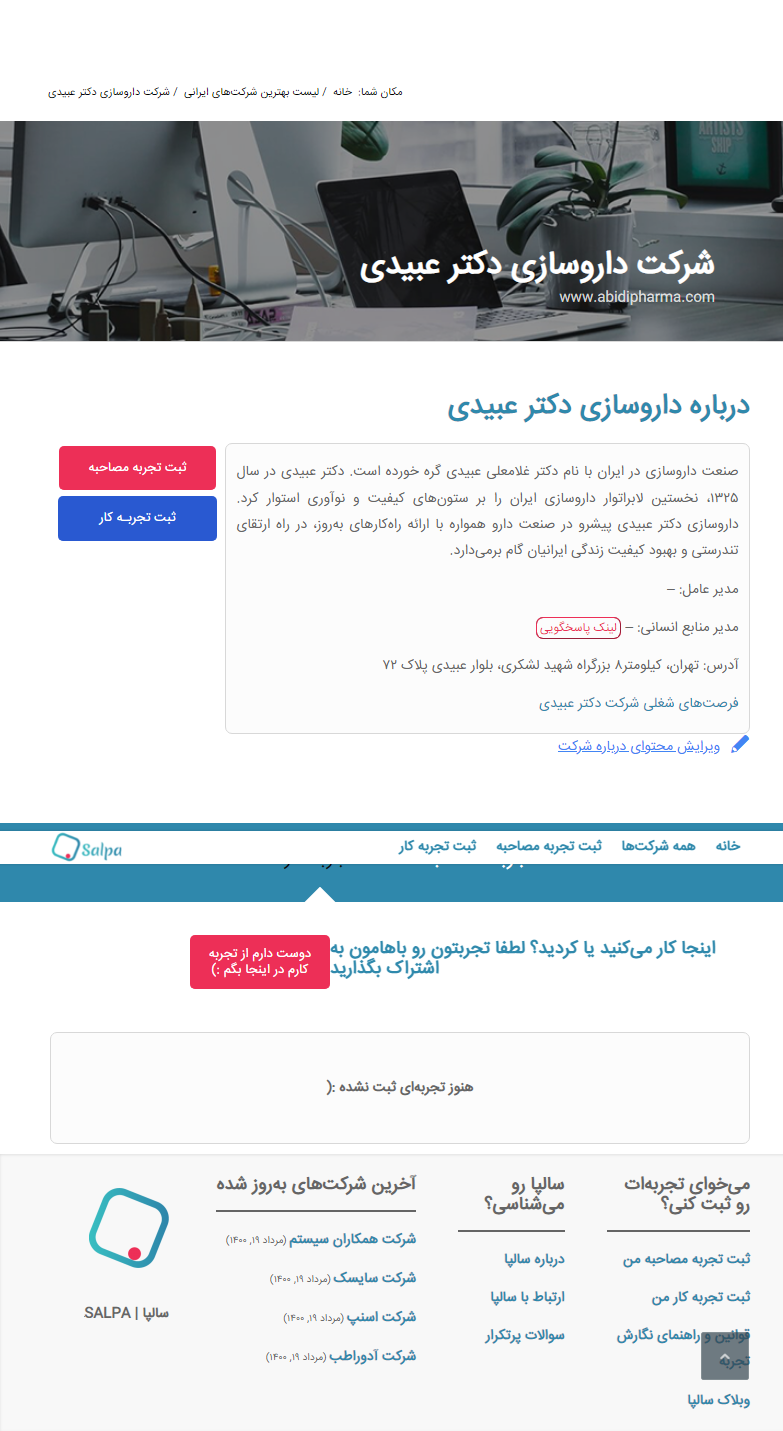 مکان شما: خانه / لیست بهترین شرکت‌های ایرانی / شرکت داروسازی دکتر عبیدی
ARTISTS
SHIP
شرکت داروسازی دکتر عبیدی
www.abidipharma.com
درباره داروسازی دکتر عبیدی
صنعت داروسازی در ایران با نام دکتر غلامعلی عبیدی گره خورده است. دکتر عبیدی در سال
۱۳۲۵، نخستین لابراتوار داروسازی ایران را بر ستون‌های کیفیت و نوآوری استوار کرد.
داروسازی دکتر عبیدی پیشرو در صنعت دارو همواره با ارائه راه‌کارهای به‌روز، در راه ارتقای
تندرستی و بهبود کیفیت زندگی ایرانیان گام برمی‌دارد.
مدیر عامل: –
مدیر منابع انسانی: – لینک پاسخگویی
آدرس: تهران، کیلومتر۸ بزرگراه شهید لشکری، بلوار عبیدی پلاک ۷۲
فرصت‌های شغلی شرکت دکتر عبیدی
ویرایش محتوای درباره شرکت
ثبت تجربه مصاحبه
ثبت تجربـه کار
خانه
همه شرکت‌ها
ثبت تجربه مصاحبه
ثبت تجربه کار
Salpa
اینجا کار می‌کنید یا کردید؟ لطفا تجربتون رو باهامون به
اشتراک بگذارید
دوست دارم از تجربه
کارم در اینجا بگم :)
هنوز تجربه‌ای ثبت نشده :(
می‌خوای تجربه‌ات
رو ثبت کنی؟
ثبت تجربه مصاحبه من
ثبت تجربه کار من
قوانین و راهنمای نگارش
تجربه
وبلاک سالپا
سالپا رو
می‌شناسی؟
درباره سالپا
ارتباط با سالپا
سوالات پرتکرار
آخرین شرکت‌های به‌روز شده
شرکت همکاران سیستم (مرداد ۱۹, ۱۴۰۰)
شرکت سایسک (مرداد ۱۹, ۱۴۰۰)
شرکت اسنپ (مرداد ۱۹, ۱۴۰۰)
شرکت آدوراطب (مرداد ۱۹, ۱۴۰۰)
سالپا | SALPA